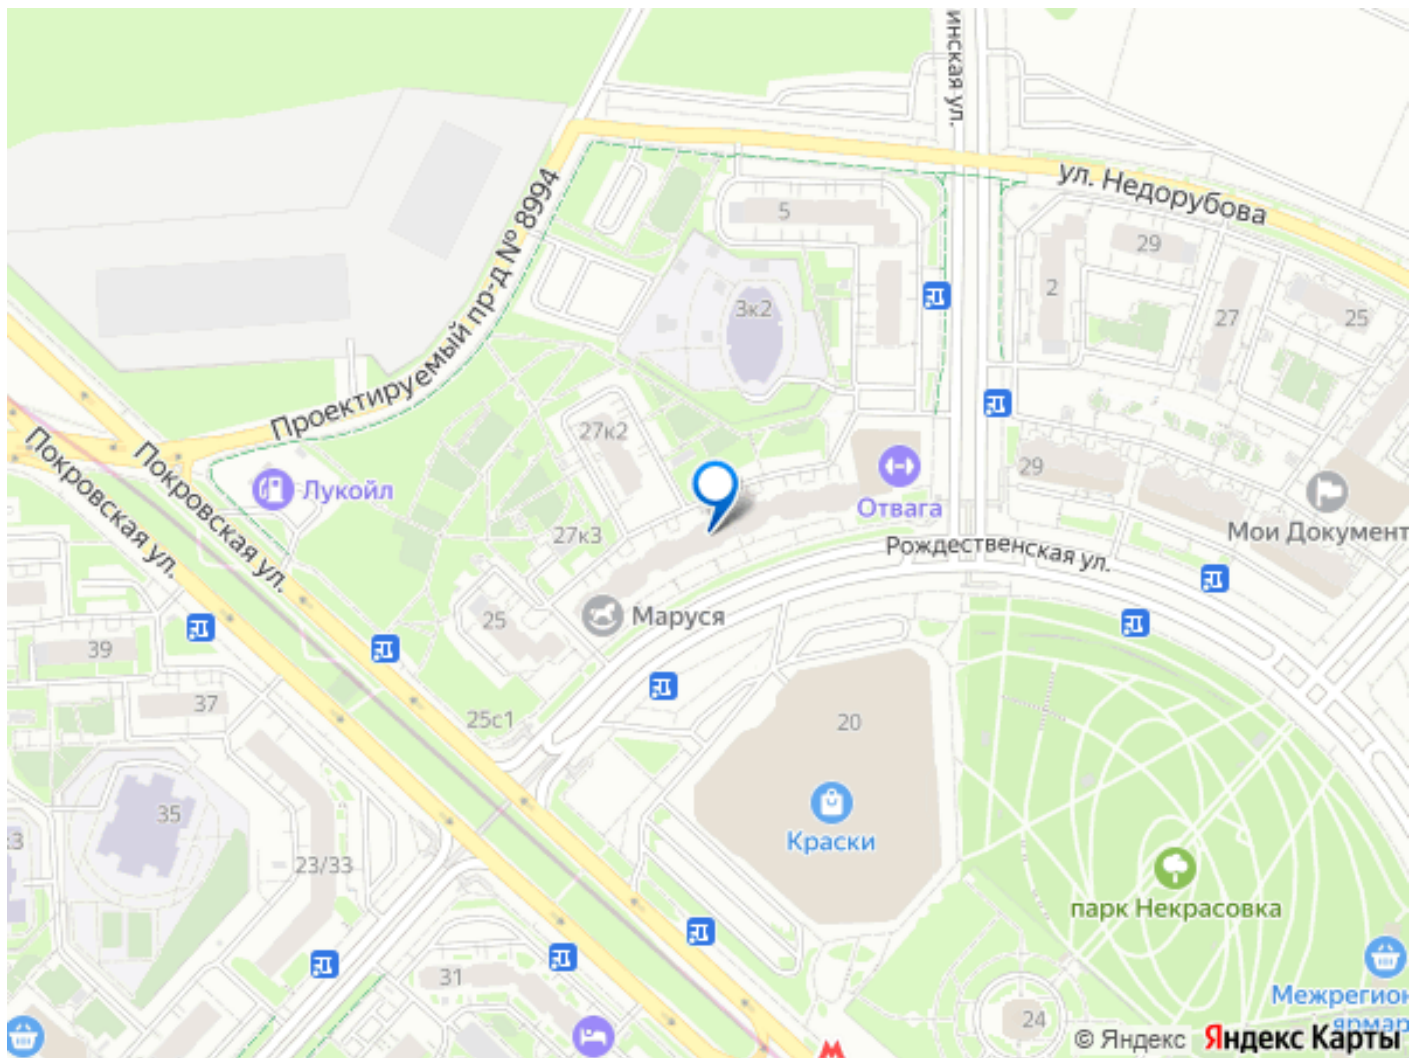 инская ул.
ул. Недорубова
Проектируемый пр-д № 8994
5
29
2
3к2
27
25
27к2
Покровская ул.
Покровская ул.
Лукойл
29
Отвага
Мои Документ
27к3
Рождественская ул.
25
Маруся
39
37
25с1
20
35
к3
Краски
23/33
парк Некрасовка
31
Межрегион
ярмар
24
© Яндекс Яндекс Карты